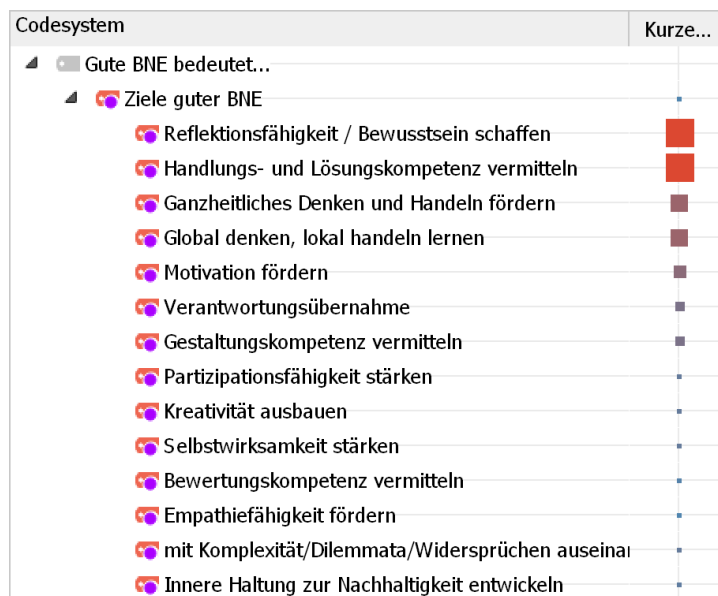 Codesystem
Kurze...
Gute BNE bedeutet...
Ziele guter BNE
Reflektionsfähigkeit / Bewusstsein schaffen
Handlungs- und Lösungskompetenz vermitteln
Ganzheitliches Denken und Handeln fördern
Global denken, lokal handeln lernen
Motivation fördern
Verantwortungsübernahme
Gestaltungskompetenz vermitteln
Partizipationsfähigkeit stärken
Kreativität ausbauen
Selbstwirksamkeit stärken
Bewertungskompetenz vermitteln
Empathiefähigkeit fördern
mit Komplexität/Dilemmata/Widersprüchen auseinar
Innere Haltung zur Nachhaltigkeit entwickeln